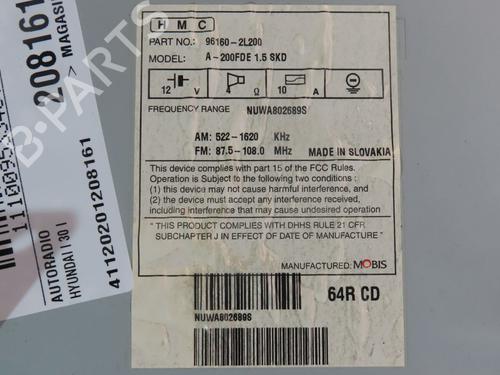 HMC
PART NO.: 96160-2L200
MODEL: A-200FDE 1.5 SKD
12 V Ω 10 A
FREQUENCY RANGE NUWA802689S
AM: 522-1620 KHz
FM: 87.5-108.0 MHz MADE IN SLOVAKIA
This device complies with part 15 of the FCC Rules.
Operation is Subject to the following two conditions :
(1) this device may not cause harmful interference, and
(2) the device must accept any interference received,
including interference that may cause undesired operation
" THIS PRODUCT COMPLIES WITH DHHS RULE 21 CFR
SUBCHAPTER J IN EFFECT OF DATE OF MANUFACTURE "
MANUFACTURED: MOBIS
NUWA802689S
64R CD
208161
> MAGASI
AUTORADIO
HYUNDAI I 30 I
41120201208161
B-PARTS